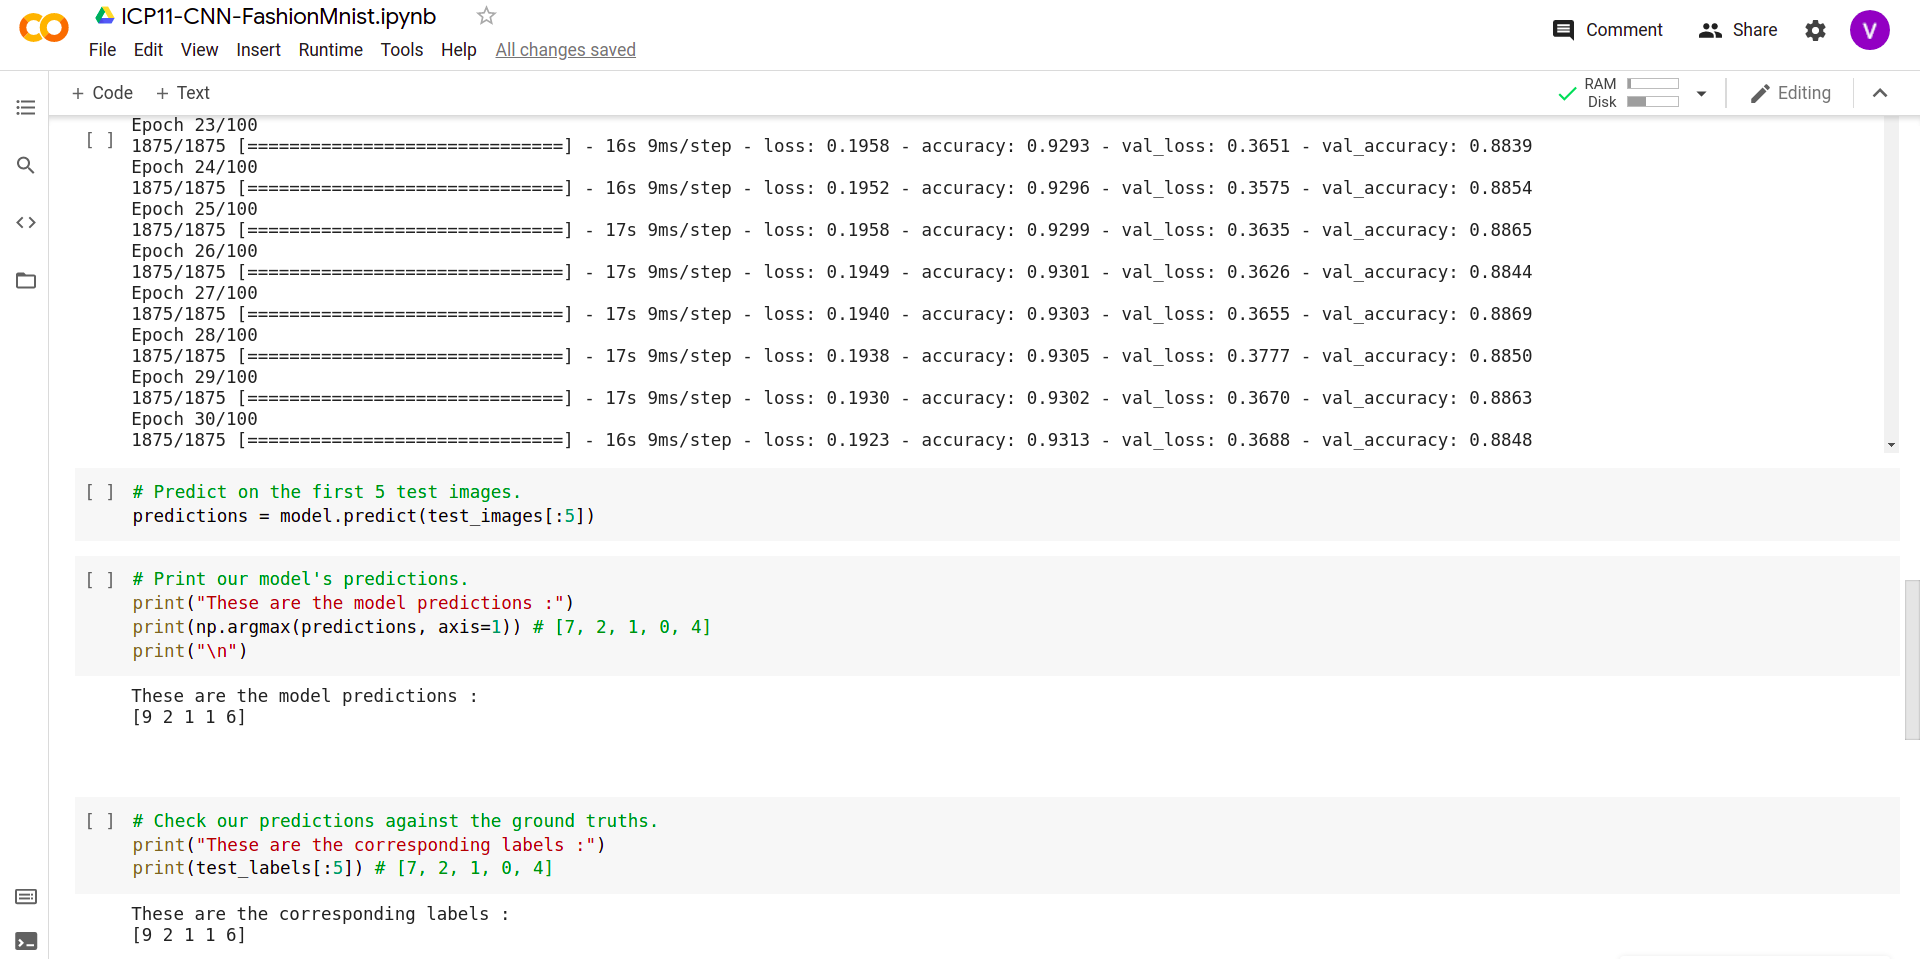 ICP11-CNN-FashionMnist.ipynb
File Edit View Insert Runtime Tools Help All changes saved
Comment Share V
+ Code + Text
RAM
Disk
Editing
Epoch 23/100
[ ] 1875/1875 [==============================] - 16s 9ms/step - loss: 0.1958 - accuracy: 0.9293 - val_loss: 0.3651 - val_accuracy: 0.8839
Epoch 24/100
1875/1875 [==============================] - 16s 9ms/step - loss: 0.1952 - accuracy: 0.9296 - val_loss: 0.3575 - val_accuracy: 0.8854
Epoch 25/100
1875/1875 [==============================] - 17s 9ms/step - loss: 0.1958 - accuracy: 0.9299 - val_loss: 0.3635 - val_accuracy: 0.8865
Epoch 26/100
1875/1875 [==============================] - 17s 9ms/step - loss: 0.1949 - accuracy: 0.9301 - val_loss: 0.3626 - val_accuracy: 0.8844
Epoch 27/100
1875/1875 [==============================] - 17s 9ms/step - loss: 0.1940 - accuracy: 0.9303 - val_loss: 0.3655 - val_accuracy: 0.8869
Epoch 28/100
1875/1875 [==============================] - 17s 9ms/step - loss: 0.1938 - accuracy: 0.9305 - val_loss: 0.3777 - val_accuracy: 0.8850
Epoch 29/100
1875/1875 [==============================] - 17s 9ms/step - loss: 0.1930 - accuracy: 0.9302 - val_loss: 0.3670 - val_accuracy: 0.8863
Epoch 30/100
1875/1875 [==============================] - 16s 9ms/step - loss: 0.1923 - accuracy: 0.9313 - val_loss: 0.3688 - val_accuracy: 0.8848
[ ] # Predict on the first 5 test images.
predictions = model.predict(test_images[:5])
[ ] # Print our model's predictions.
print("These are the model predictions :")
print(np.argmax(predictions, axis=1)) # [7, 2, 1, 0, 4]
print("\n")
These are the model predictions :
[9 2 1 1 6]
[ ] # Check our predictions against the ground truths.
print("These are the corresponding labels :")
print(test_labels[:5]) # [7, 2, 1, 0, 4]
These are the corresponding labels :
[9 2 1 1 6]